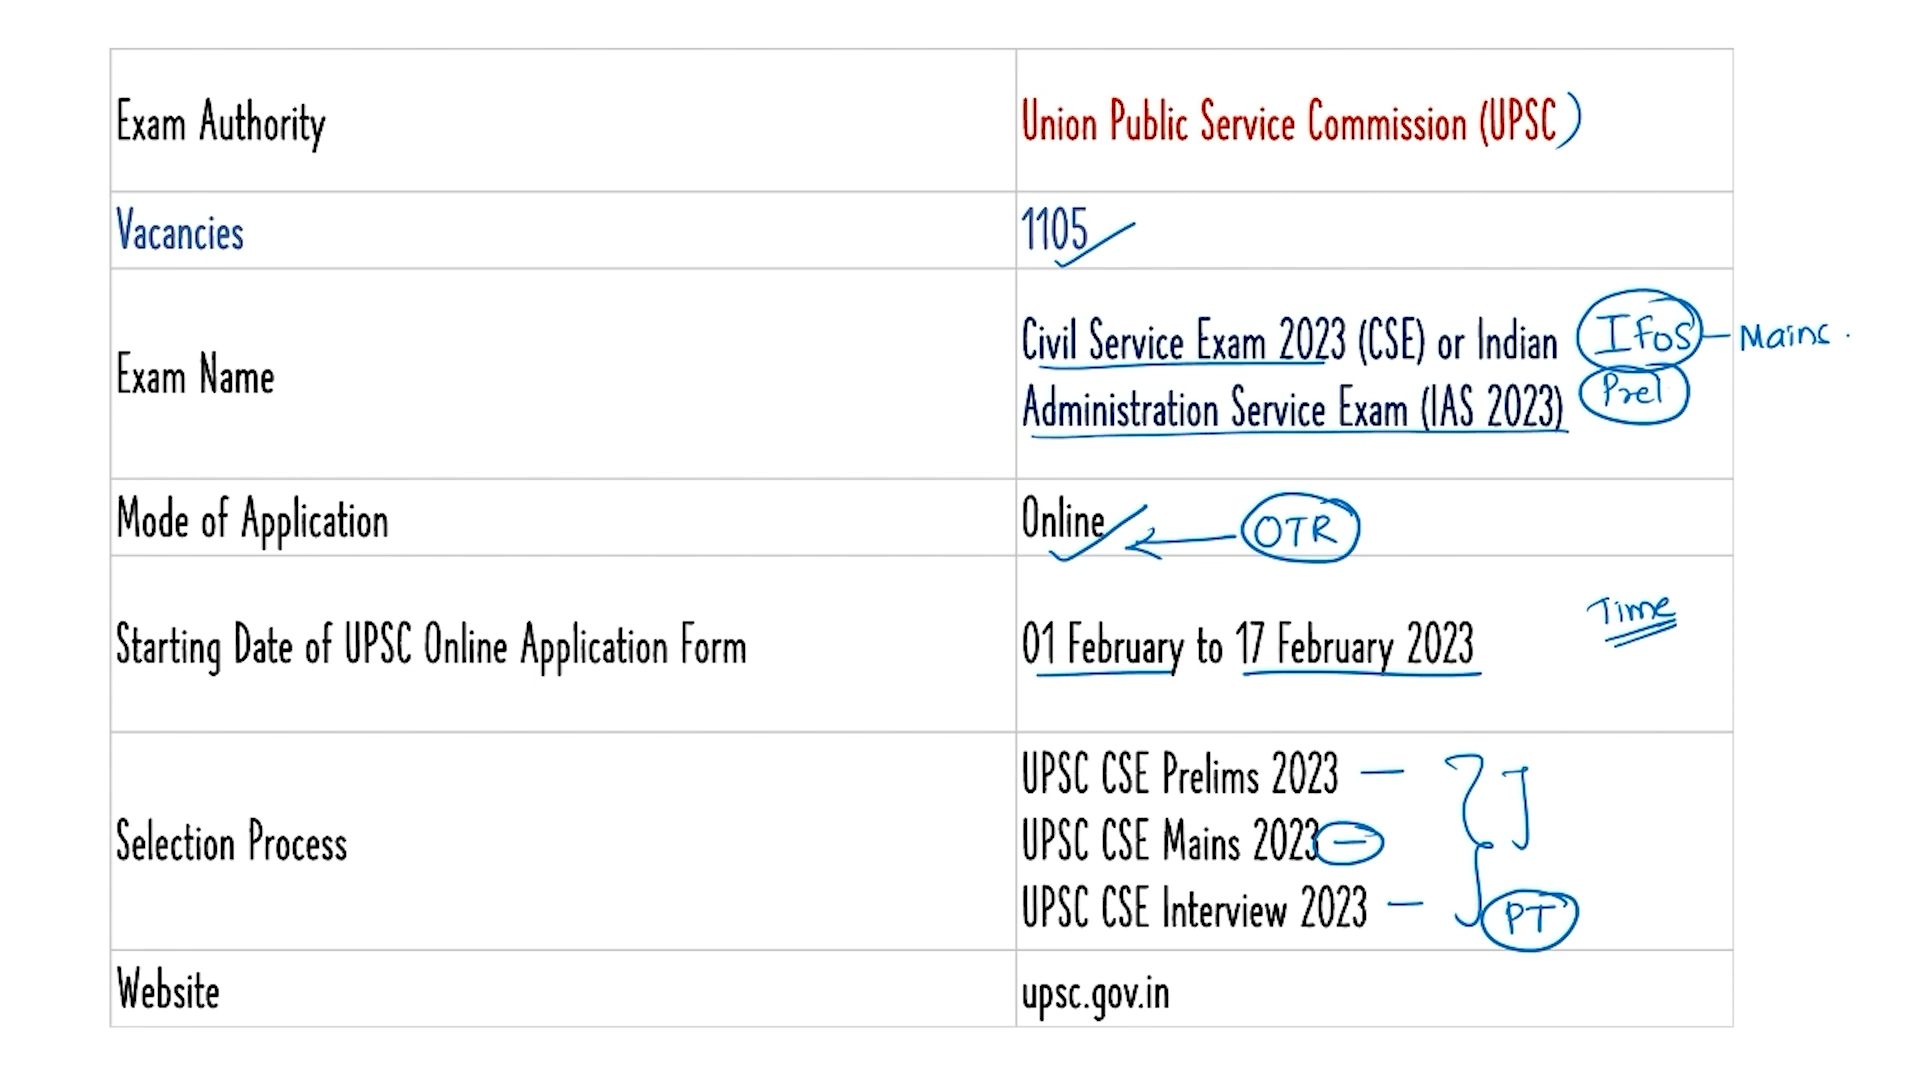 Exam Authority
Union Public Service Commission (UPSC)
Vacancies
1105
Exam Name
Civil Service Exam 2023 (CSE) or Indian
Administration Service Exam (IAS 2023)
IFoS - Mains.
Prel
Mode of Application
Online
OTR
Starting Date of UPSC Online Application Form
01 February to 17 February 2023
Time
Selection Process
UPSC CSE Prelims 2023 -
UPSC CSE Mains 2023 -
UPSC CSE Interview 2023 -
PT
Website
upsc.gov.in